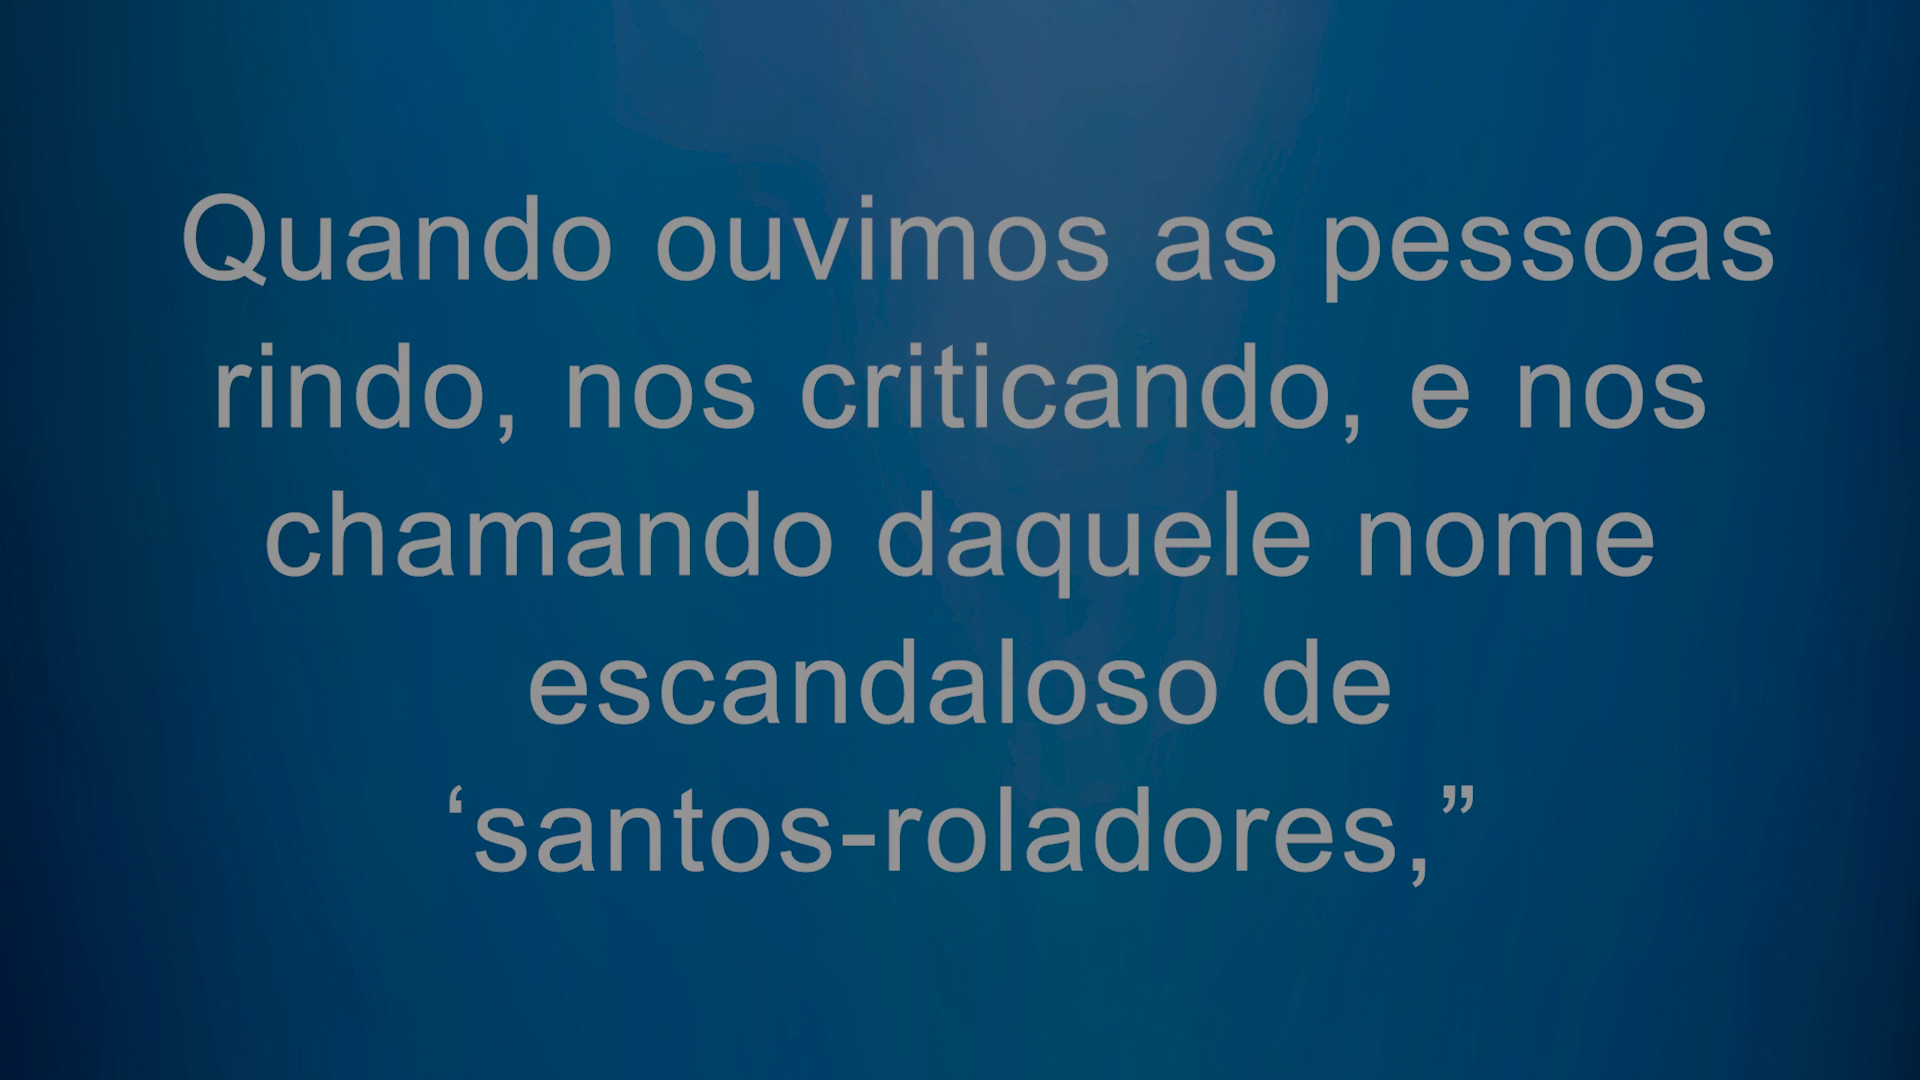 Quando ouvimos as pessoas
rindo, nos criticando, e nos
chamando daquele nome
escandaloso de
‘santos-roladores,”